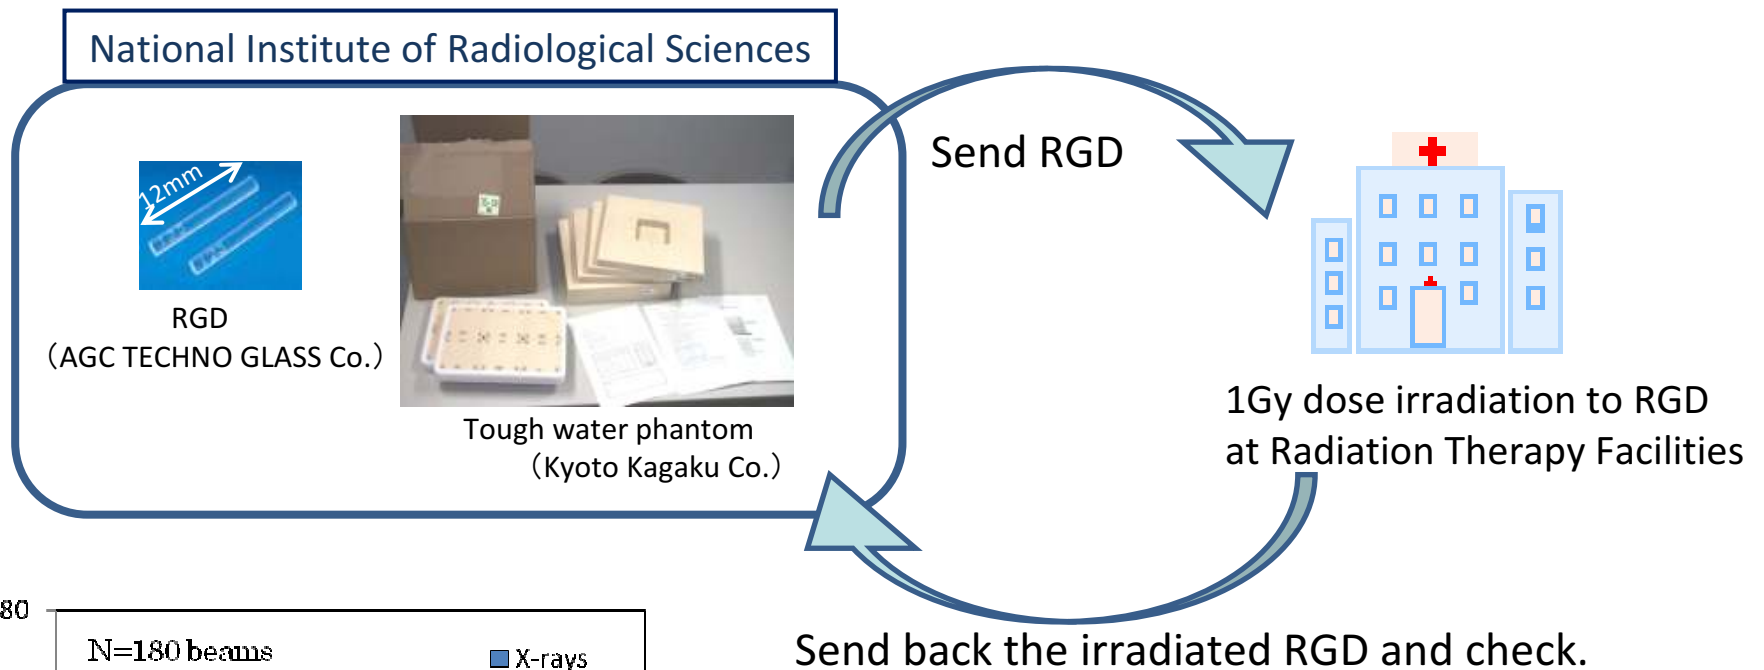 National Institute of Radiological Sciences
12mm
RGD
（AGC TECHNO GLASS Co.）
Tough water phantom
（Kyoto Kagaku Co.）
Send RGD
1Gy dose irradiation to RGD
at Radiation Therapy Facilities
Send back the irradiated RGD and check.
80
N=180 beams
X-rays